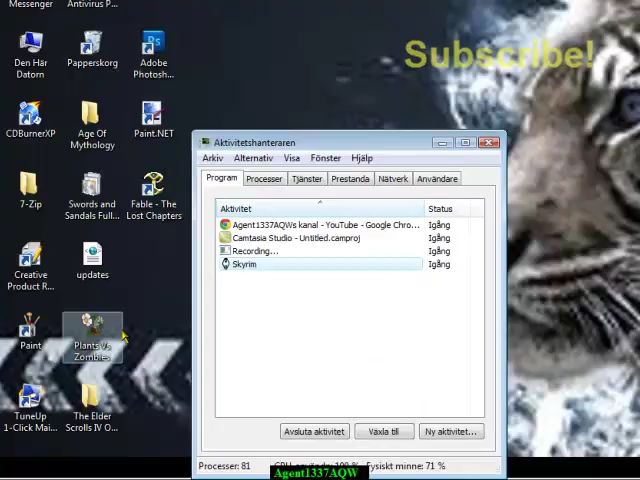 Messenger
Antivirus P...
Subscribe!
Den Här
Datorn
Papperskorg
Adobe
Photosh...
Ps
CDBurnerXP
Age Of
Mythology
Paint.NET
7-Zip
Swords and
Sandals Full...
Fable - The
Lost Chapters
Creative
Product R...
updates
Paint
Plants Vs
Zombies
TuneUp
1-Click Mai...
The Elder
Scrolls IV O...
Aktivitetshanteraren
Arkiv Alternativ Visa Fönster Hjälp
Program Processer Tjänster Prestanda Nätverk Användare
Aktivitet Status
Agent1337AQWs kanal - YouTube - Google Chro... Igång
Camtasia Studio - Untitled.camproj Igång
Recording... Igång
Skyrim Igång
Avsluta aktivitet Växla till Ny aktivitet...
Processer: 81 100 % Fysiskt minne: 71 %
Agent1337AQW